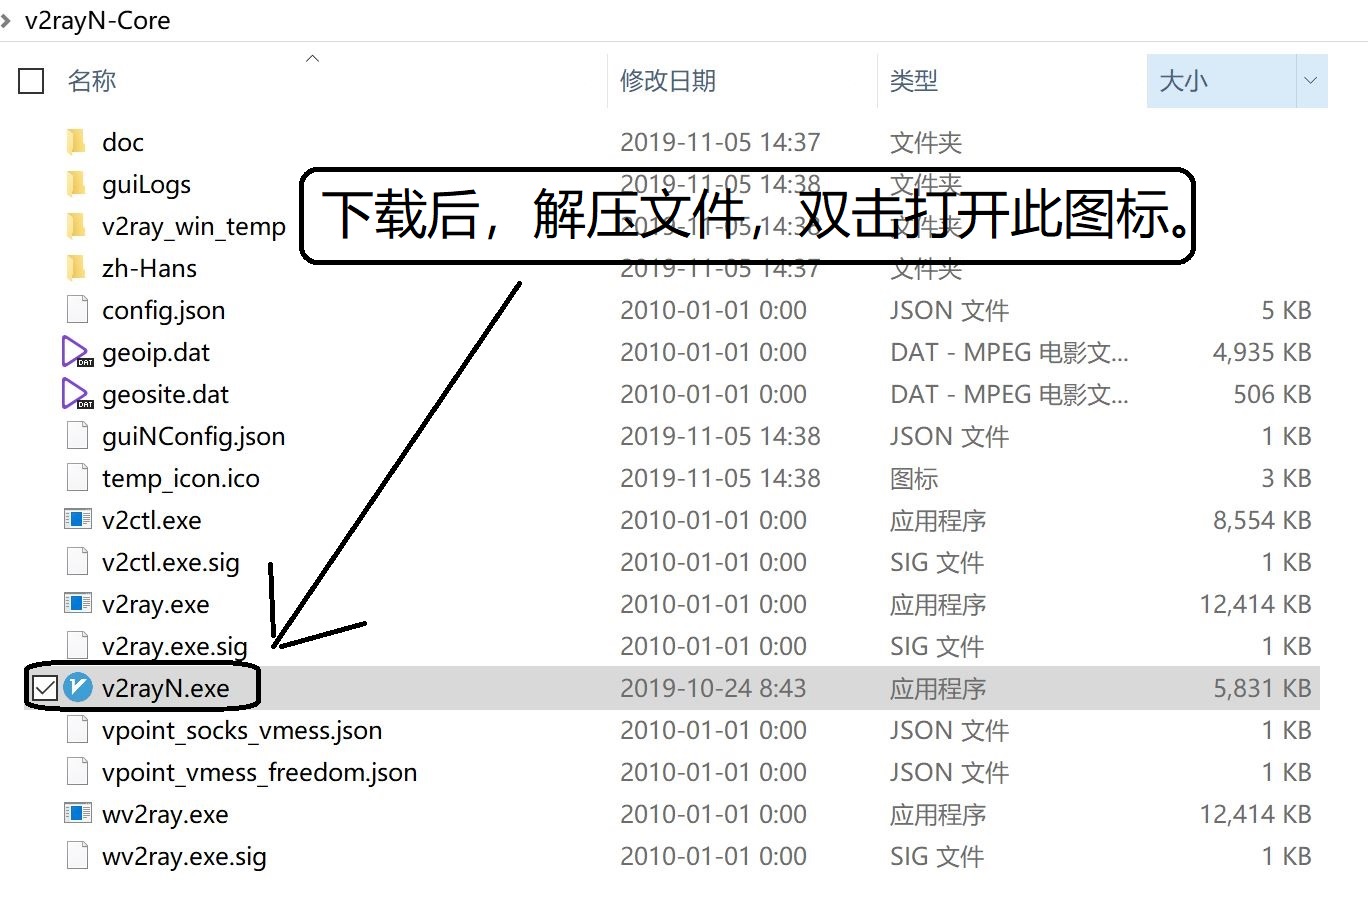 v2rayN-Core
名称 修改日期 类型 大小
doc 2019-11-05 14:37 文件夹
guiLogs 2019-11-05 14:38 文件夹
下载后，解压文件，双击打开此图标。
v2ray_win_temp 2019-11-05 14:38 文件夹
zh-Hans 2019-11-05 14:37 文件夹
config.json 2010-01-01 0:00 JSON 文件 5 KB
DAT geoip.dat 2010-01-01 0:00 DAT - MPEG 电影文... 4,935 KB
DAT geosite.dat 2010-01-01 0:00 DAT - MPEG 电影文... 506 KB
guiNConfig.json 2019-11-05 14:38 JSON 文件 1 KB
temp_icon.ico 2019-11-05 14:38 图标 3 KB
v2ctl.exe 2010-01-01 0:00 应用程序 8,554 KB
v2ctl.exe.sig 2010-01-01 0:00 SIG 文件 1 KB
v2ray.exe 2010-01-01 0:00 应用程序 12,414 KB
v2ray.exe.sig 2010-01-01 0:00 SIG 文件 1 KB
v2rayN.exe 2019-10-24 8:43 应用程序 5,831 KB
vpoint_socks_vmess.json 2010-01-01 0:00 JSON 文件 1 KB
vpoint_vmess_freedom.json 2010-01-01 0:00 JSON 文件 1 KB
wv2ray.exe 2010-01-01 0:00 应用程序 12,414 KB
wv2ray.exe.sig 2010-01-01 0:00 SIG 文件 1 KB